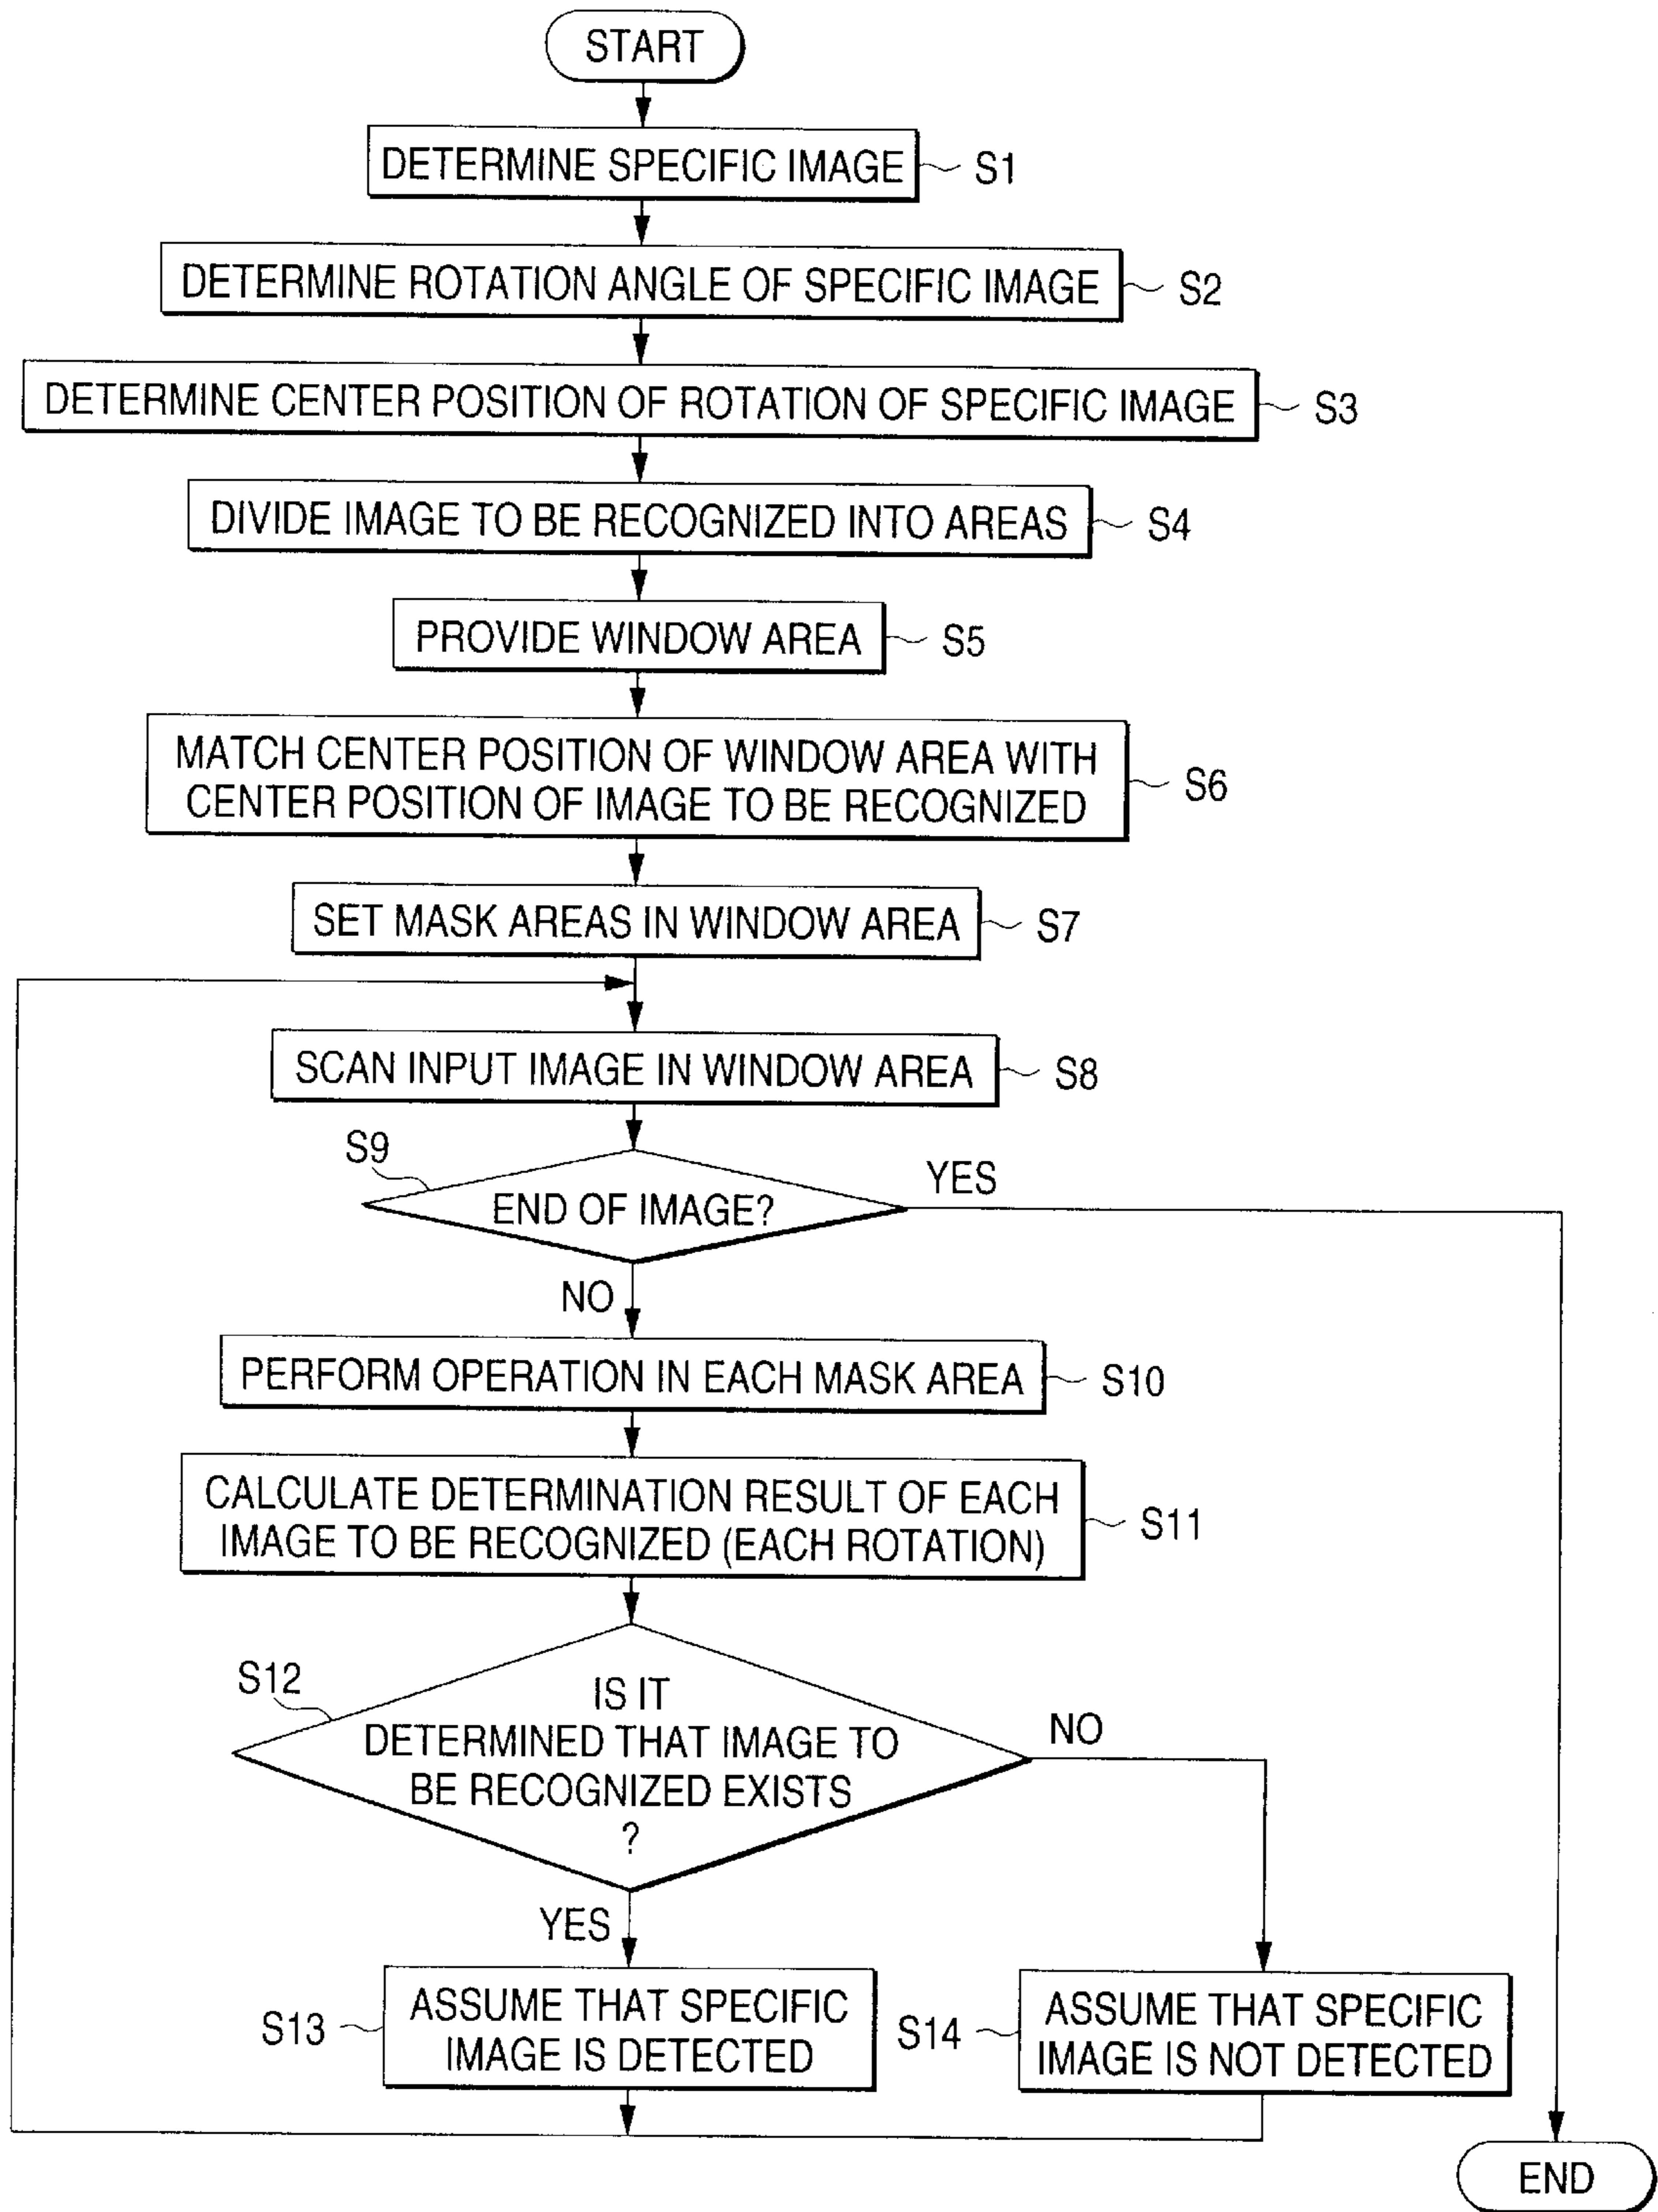 START
DETERMINE SPECIFIC IMAGE
S1
DETERMINE ROTATION ANGLE OF SPECIFIC IMAGE
S2
DETERMINE CENTER POSITION OF ROTATION OF SPECIFIC IMAGE
S3
DIVIDE IMAGE TO BE RECOGNIZED INTO AREAS
S4
PROVIDE WINDOW AREA
S5
MATCH CENTER POSITION OF WINDOW AREA WITH
CENTER POSITION OF IMAGE TO BE RECOGNIZED
S6
SET MASK AREAS IN WINDOW AREA
S7
SCAN INPUT IMAGE IN WINDOW AREA
S8
S9
END OF IMAGE?
YES
NO
PERFORM OPERATION IN EACH MASK AREA
S10
CALCULATE DETERMINATION RESULT OF EACH
IMAGE TO BE RECOGNIZED (EACH ROTATION)
S11
S12
IS IT
DETERMINED THAT IMAGE TO
BE RECOGNIZED EXISTS
?
NO
YES
S13
ASSUME THAT SPECIFIC
IMAGE IS DETECTED
S14
ASSUME THAT SPECIFIC
IMAGE IS NOT DETECTED
END